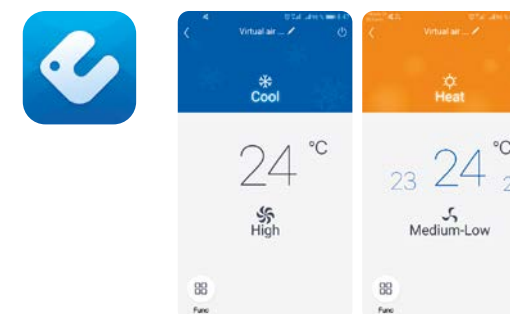 Virtual air ...
Cool
24 °C
High
Func
Virtual air ...
Heat
23 24 °C
Medium-Low
Func